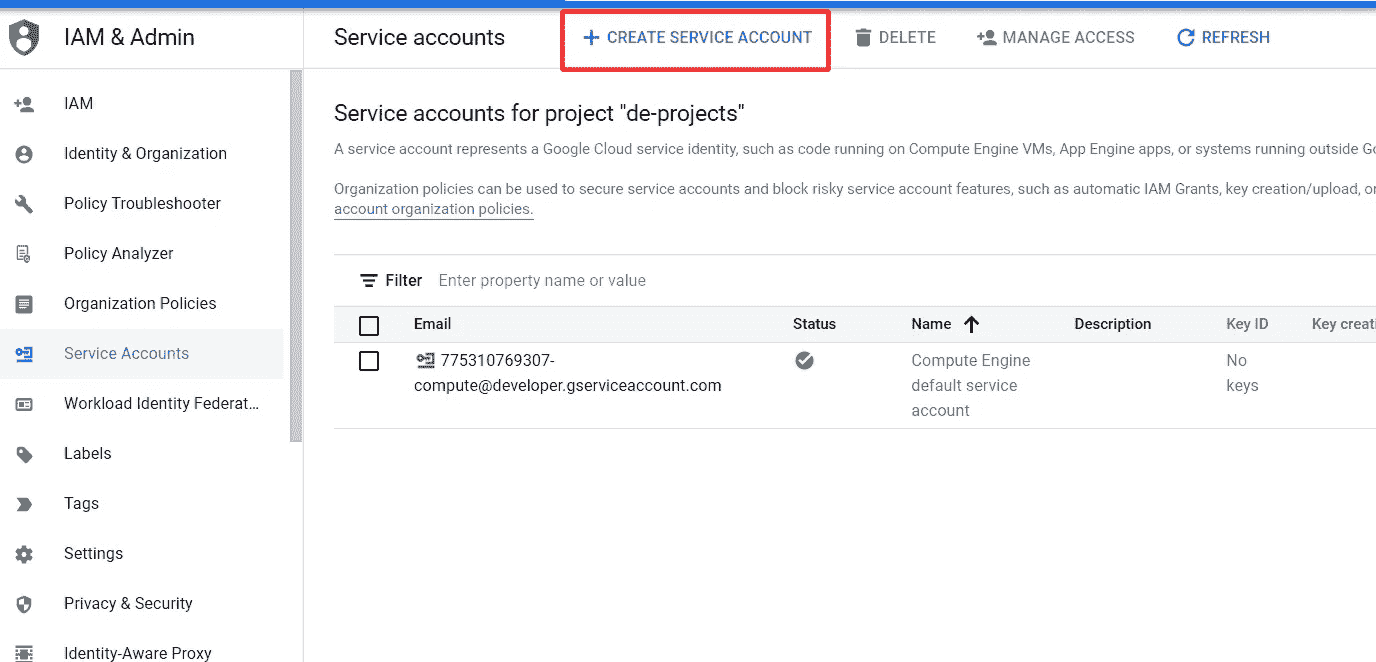 IAM & Admin
Service accounts
CREATE SERVICE ACCOUNT
DELETE
MANAGE ACCESS
REFRESH
IAM
Identity & Organization
Policy Troubleshooter
Policy Analyzer
Organization Policies
Service Accounts
Workload Identity Federat...
Labels
Tags
Settings
Privacy & Security
Identity-Aware Proxy
Service accounts for project "de-projects"
A service account represents a Google Cloud service identity, such as code running on Compute Engine VMs, App Engine apps, or systems running outside
Organization policies can be used to secure service accounts and block risky service account features, such as automatic IAM Grants, key creation/upload,
account organization policies.
Filter Enter property name or value
Email Status Name Description Key ID Key
775310769307-
compute@developer.gserviceaccount.com
Compute Engine
default service
account
No
keys